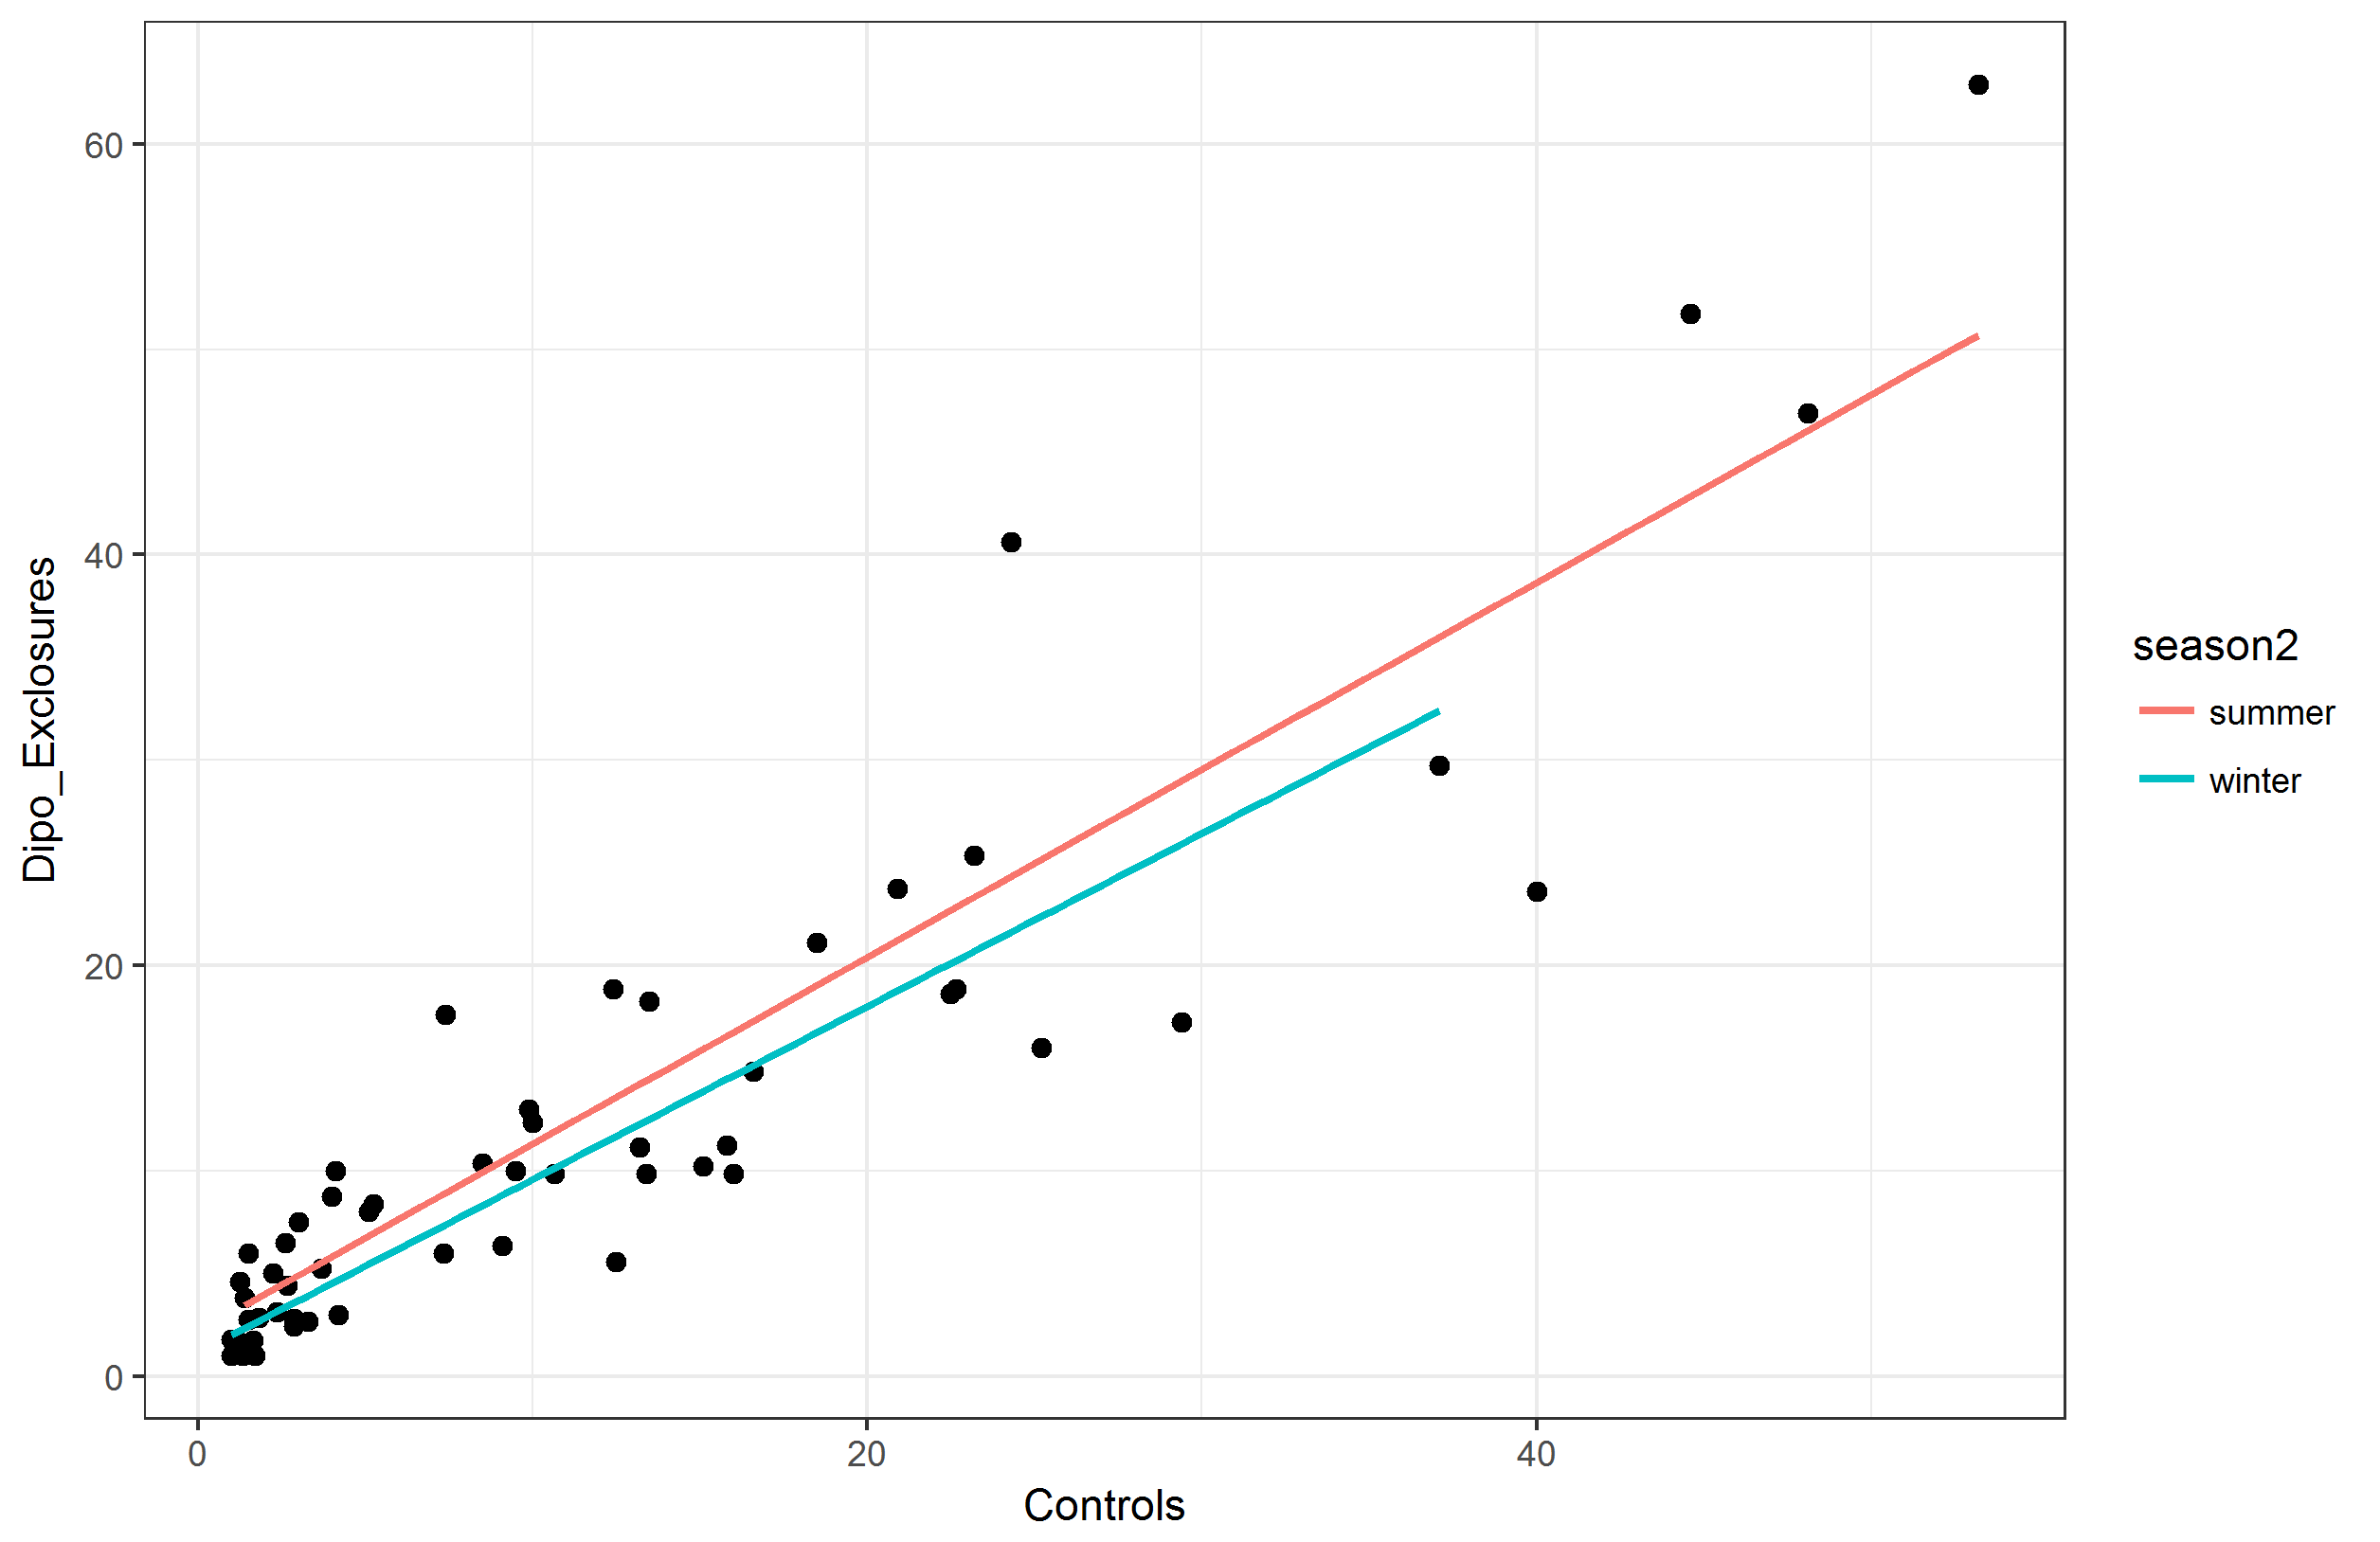 60
40
20
0
Dipo_Exclosures
0
20
40
Controls
season2
summer
winter